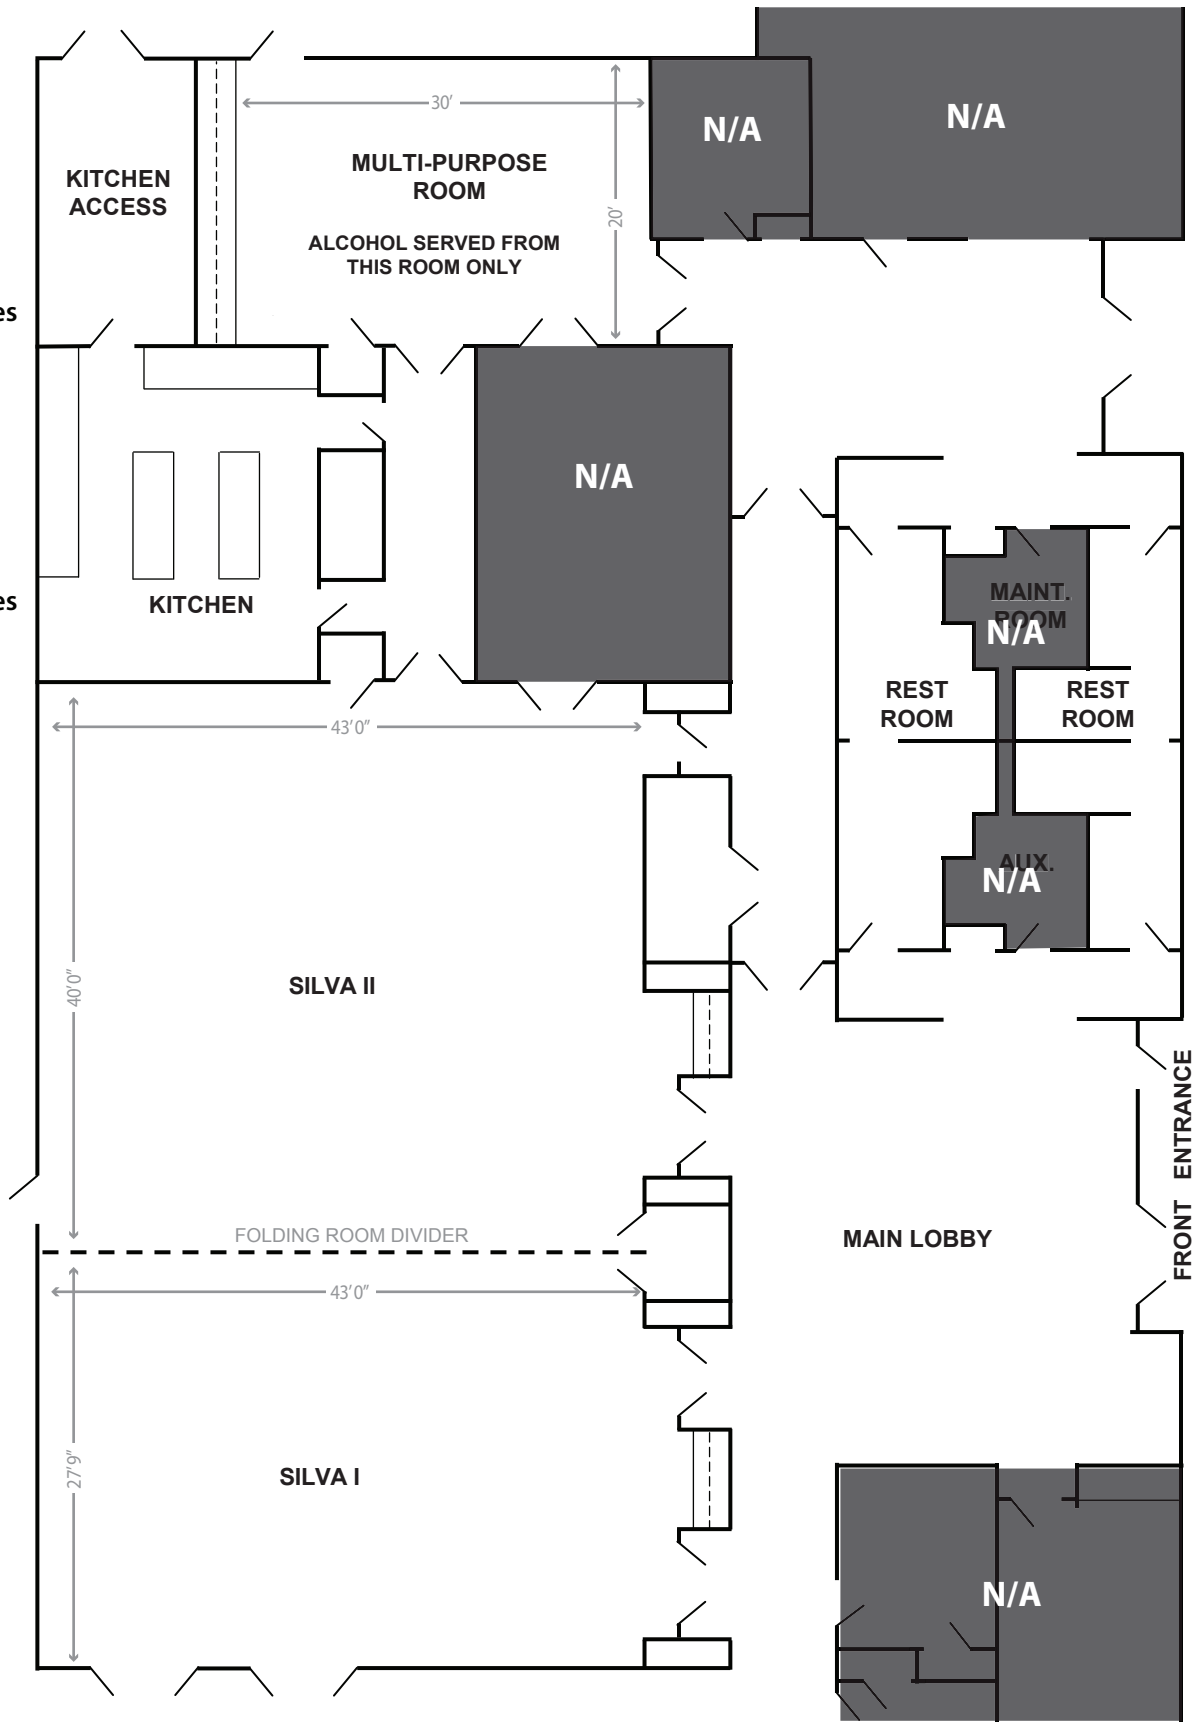 N/A
N/A
30'
MULTI-PURPOSE
ROOM
KITCHEN
ACCESS
20'
ALCOHOL SERVED FROM
THIS ROOM ONLY
es
N/A
es
KITCHEN
MAINT.
ROOM
N/A
REST
ROOM
REST
ROOM
43'0"
AUX.
N/A
SILVA II
40'0"
FRONT ENTRANCE
FOLDING ROOM DIVIDER
MAIN LOBBY
43'0"
27'9"
SILVA I
N/A